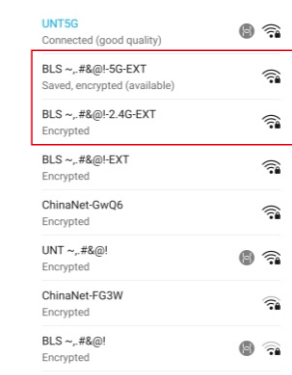 UNT5G
Connected (good quality)
BLS ~,.#&@!-5G-EXT
Saved, encrypted (available)
BLS ~,.#&@!-2.4G-EXT
Encrypted
BLS ~,.#&@!-EXT
Encrypted
ChinaNet-GwQ6
Encrypted
UNT ~,.#&@!
Encrypted
ChinaNet-FG3W
Encrypted
BLS ~,.#&@!
Encrypted